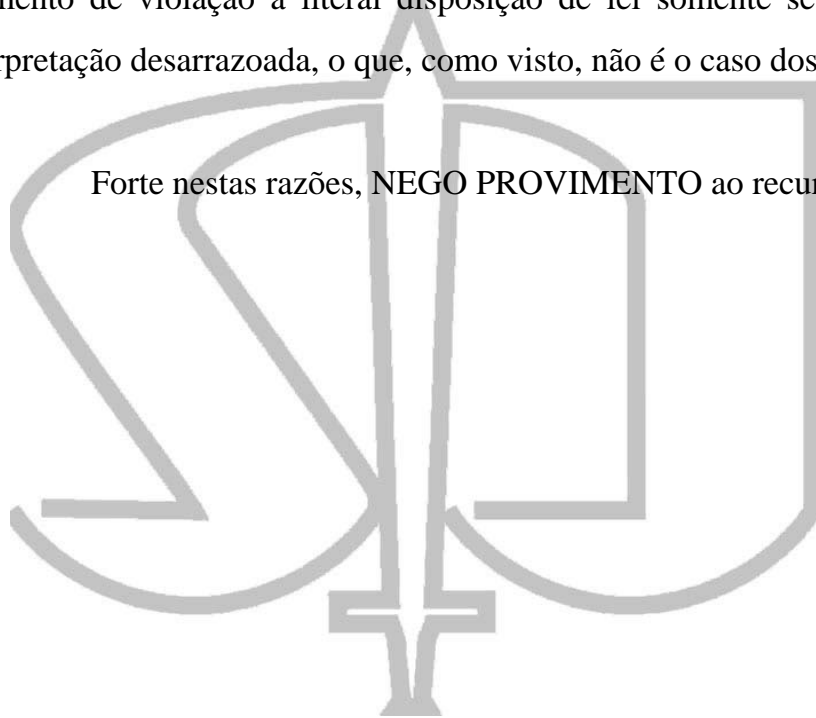 mento de violação a literal disposição de lei somente se
rpretação desarrazoada, o que, como visto, não é o caso dos
Forte nestas razões, NEGO PROVIMENTO ao recu